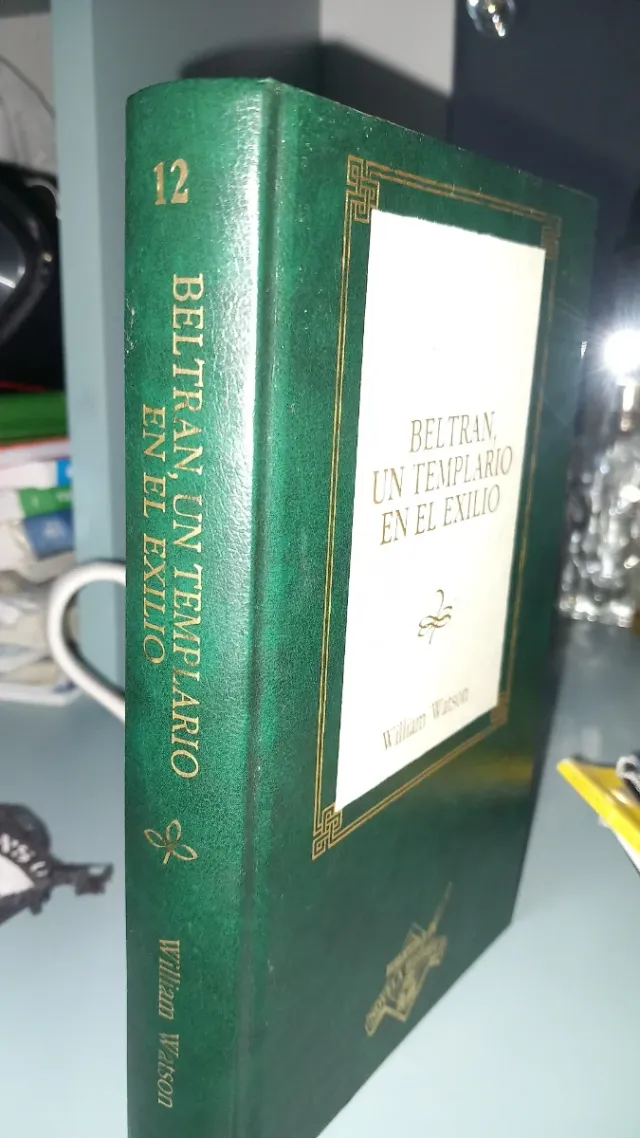 12
BELTRAN, UN TEMPLARIO
EN EL EXILIO
William Watson
BELTRAN,
UN TEMPLARIO
EN EL EXILIO
William Watson